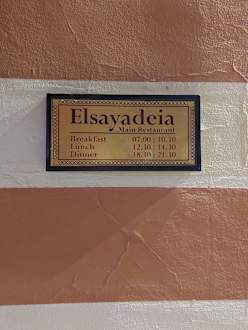 Elsayadeia
Main Restaurant
Breakfast 07.00 : 10.30
Lunch 12.30 : 14.30
Dinner 18.30 : 21.30